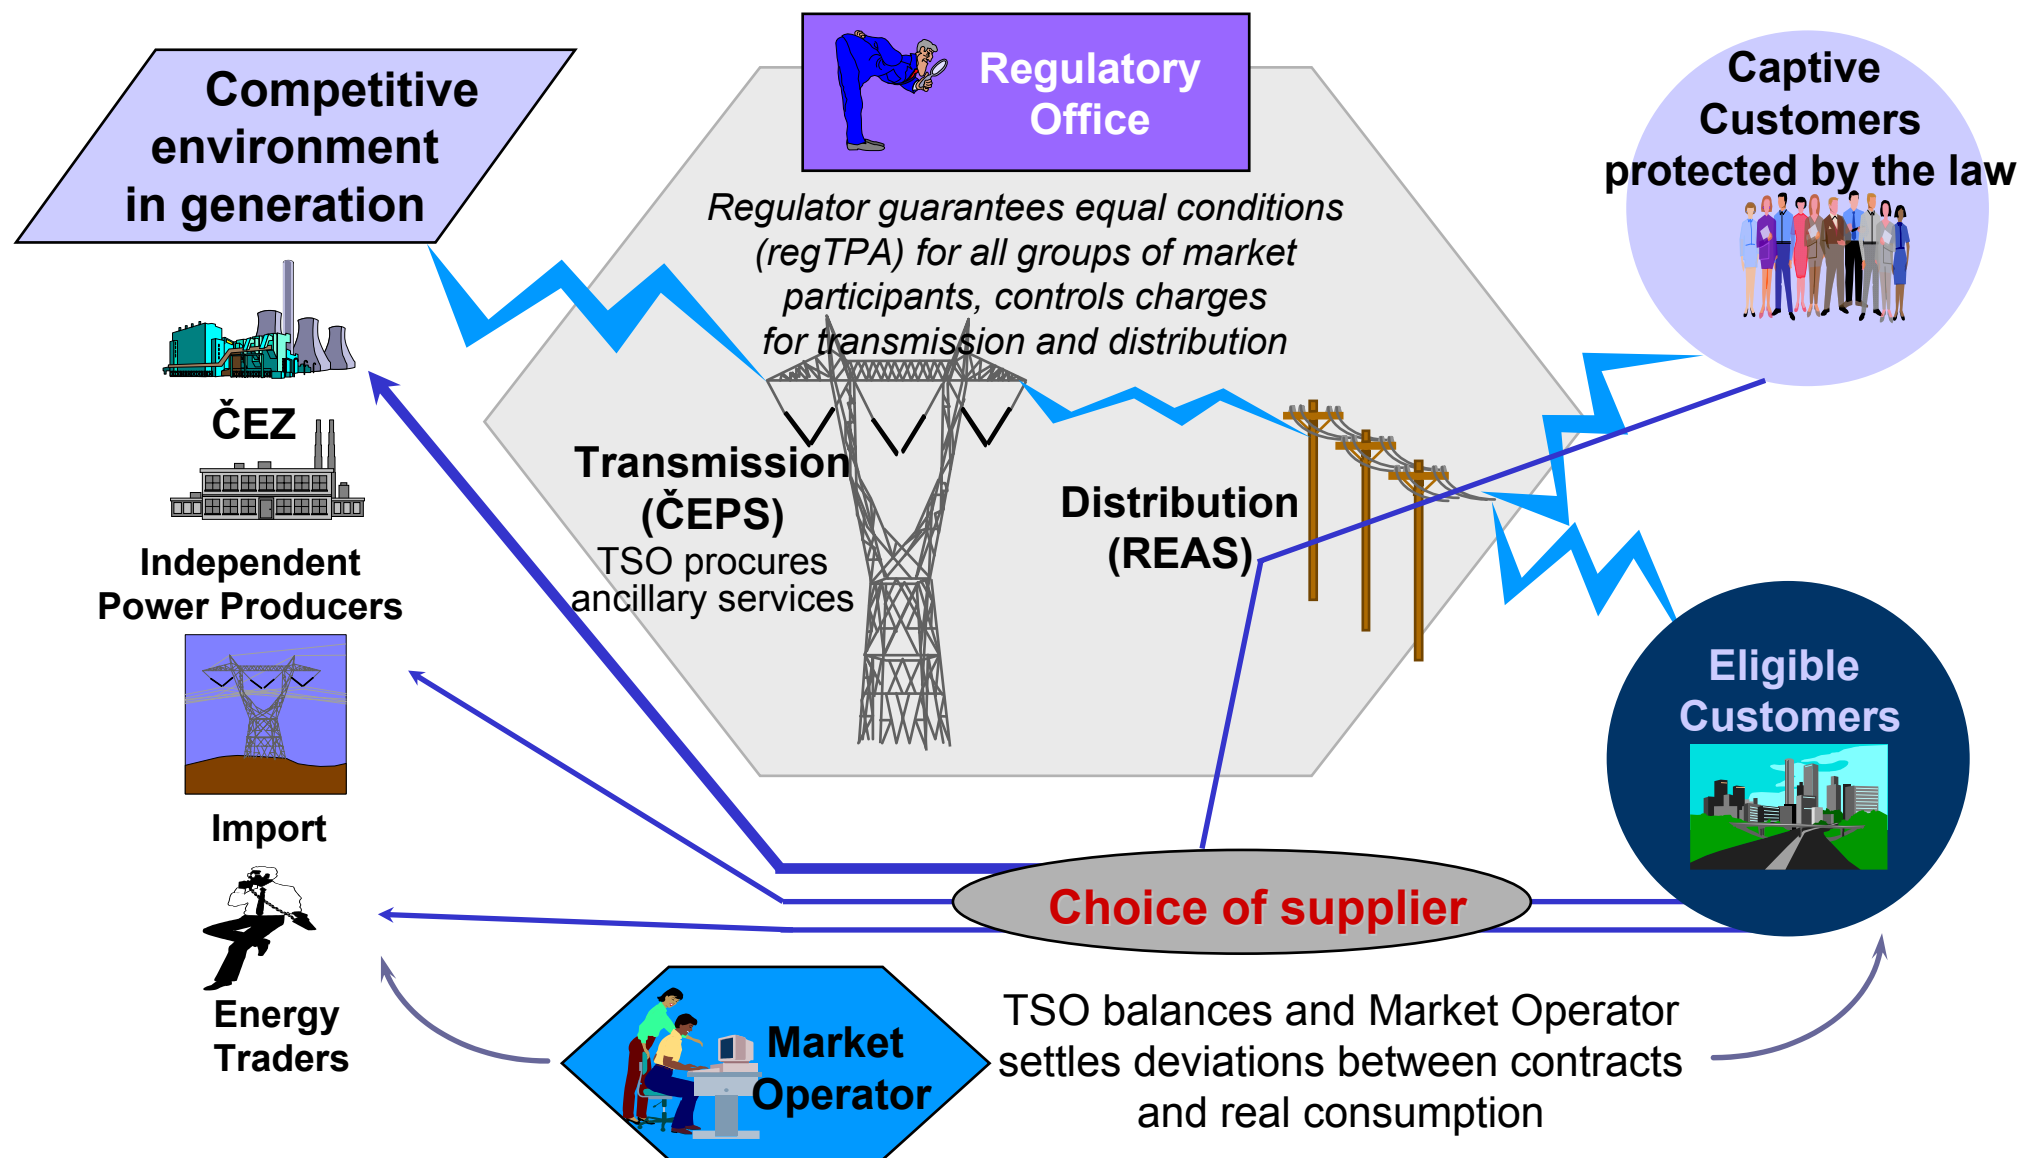 Competitive
environment
in generation
Regulatory
Office
Captive
Customers
protected by the law
Regulator guarantees equal conditions
(regTPA) for all groups of market
participants, controls charges
for transmission and distribution
ČEZ
Transmission
(ČEPS)
TSO procures
ancillary services
Distribution
(REAS)
Independent
Power Producers
Eligible
Customers
Import
Choice of supplier
Energy
Traders
Market
Operator
TSO balances and Market Operator
settles deviations between contracts
and real consumption